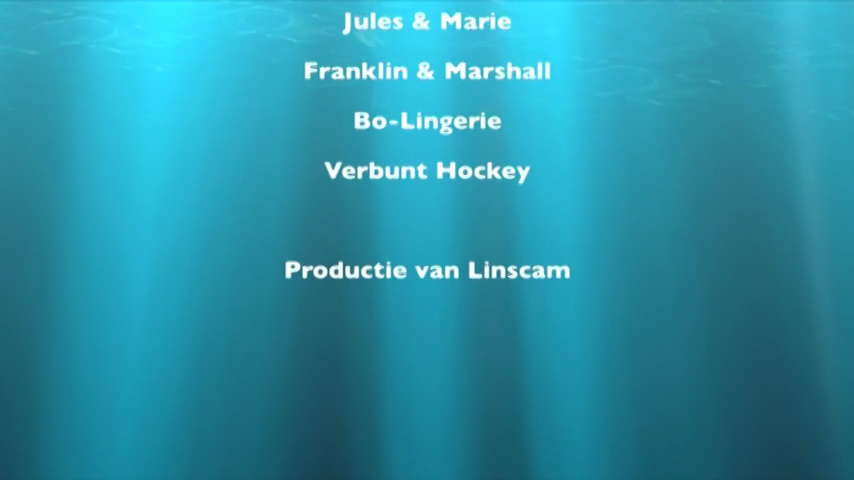 Jules & Marie
Franklin & Marshall
Bo-Lingerie
Verbunt Hockey
Productie van Linscam